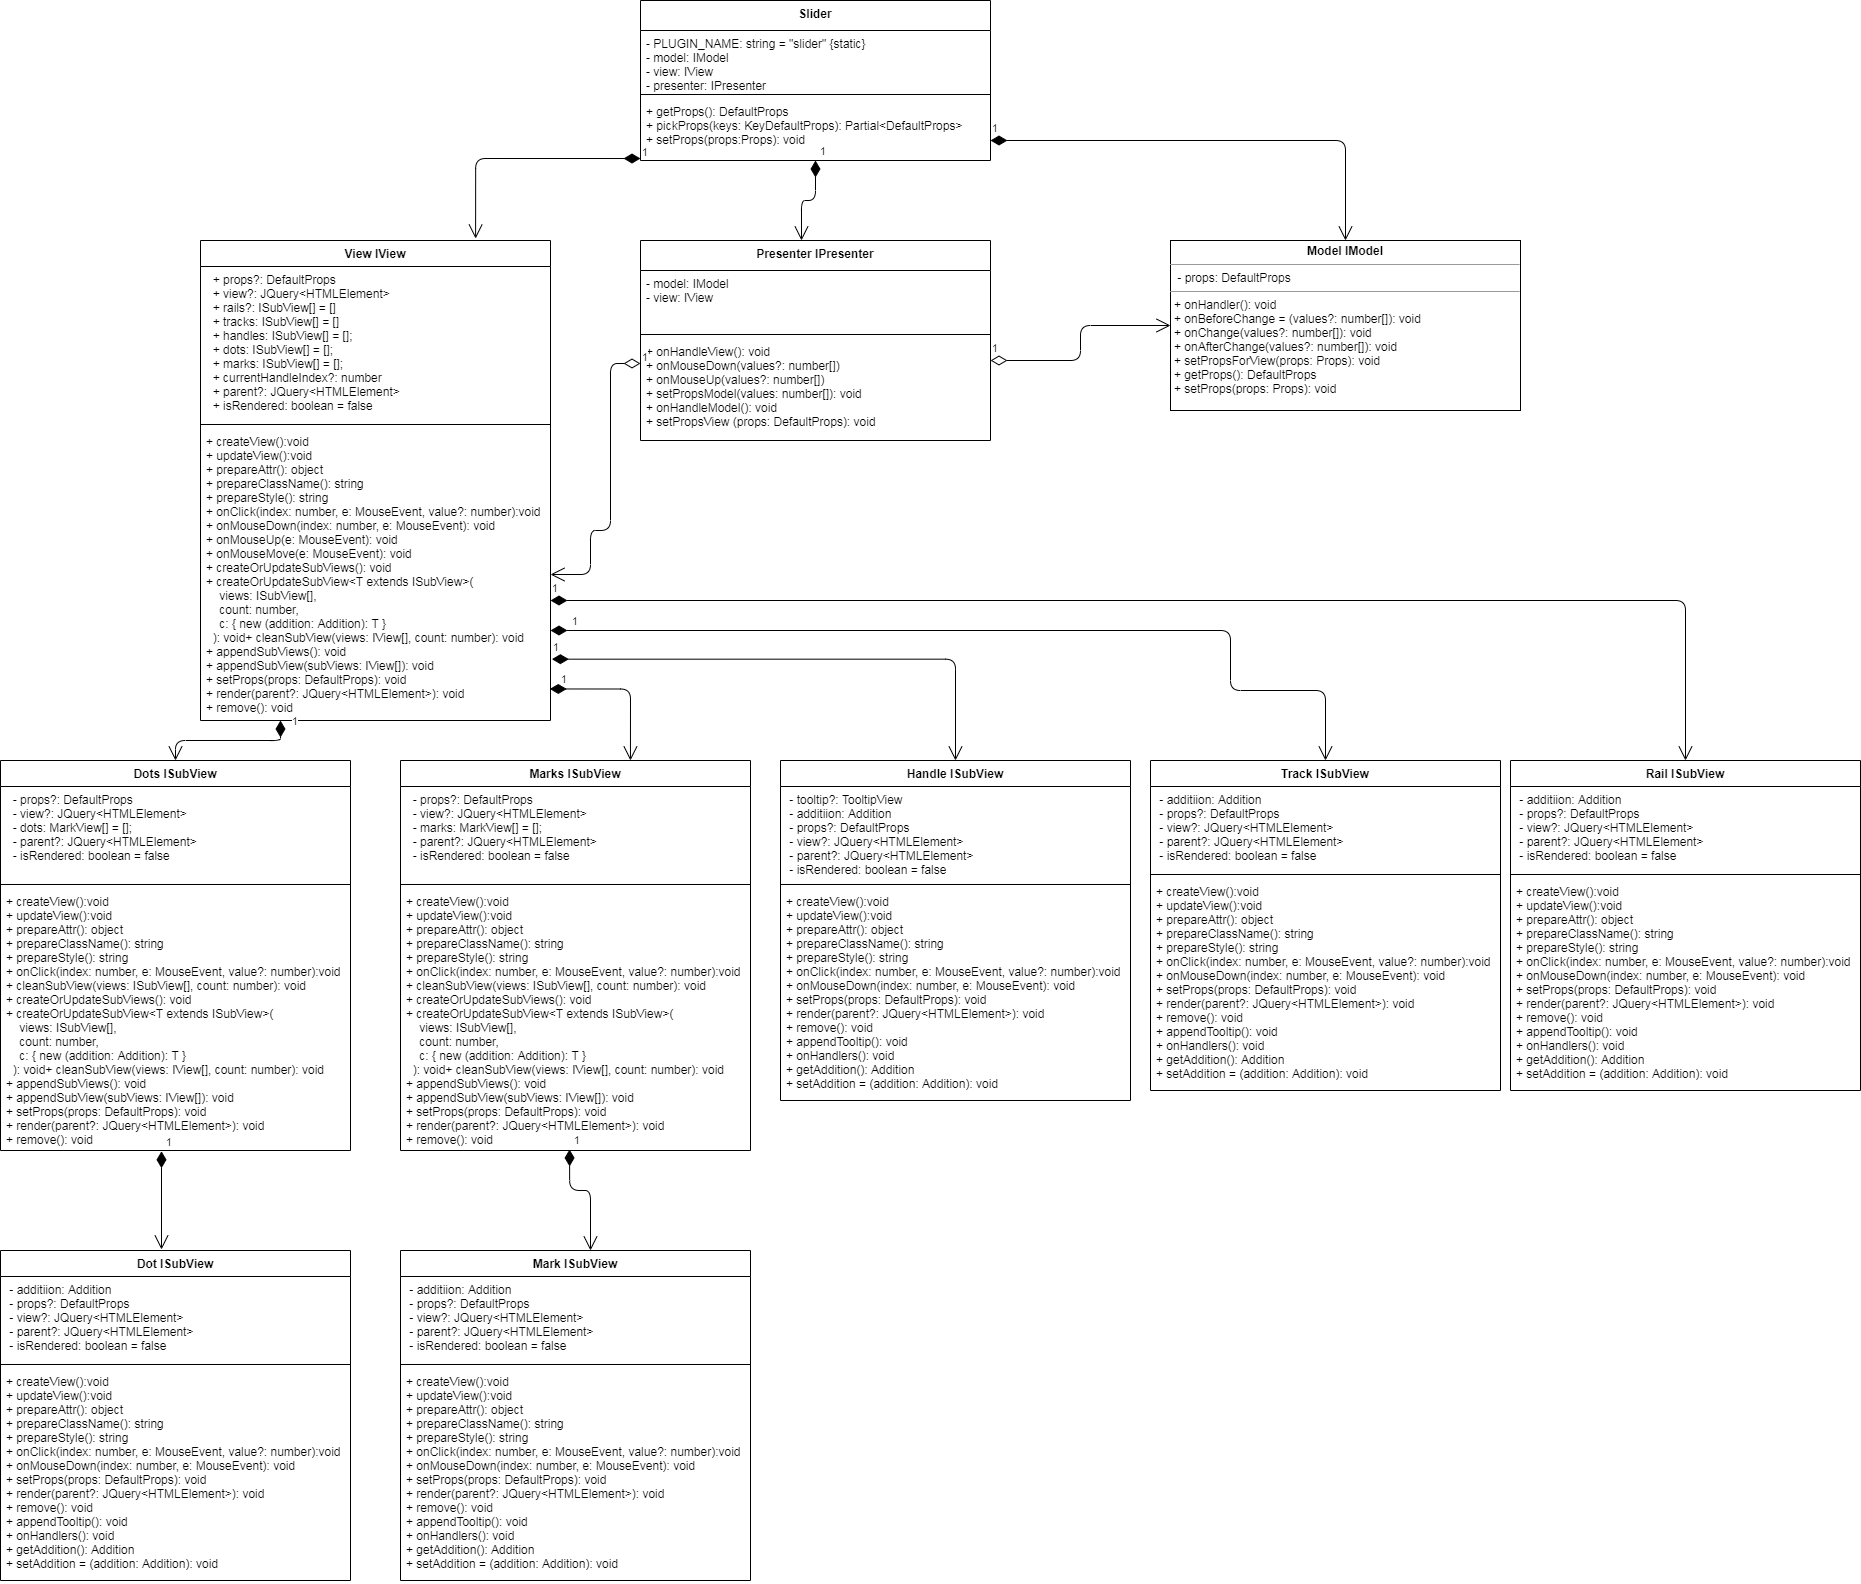 Slider
- PLUGIN_NAME: string = "slider" {static}
- model: IModel
- view: IView
- presenter: IPresenter
+ getProps(): DefaultProps
+ pickProps(keys: KeyDefaultProps): Partial<DefaultProps>
+ setProps(props:Props): void
1
1
1
View IView
+ props?: DefaultProps
+ view?: JQuery<HTMLElement>
+ rails?: ISubView[] = []
+ tracks: ISubView[] = []
+ handles: ISubView[] = [];
+ dots: ISubView[] = [];
+ marks: ISubView[] = [];
+ currentHandleIndex?: number
+ parent?: JQuery<HTMLElement>
+ isRendered: boolean = false
+ createView():void
+ updateView():void
+ prepareAttr(): object
+ prepareClassName(): string
+ prepareStyle(): string
+ onClick(index: number, e: MouseEvent, value?: number):void
+ onMouseDown(index: number, e: MouseEvent): void
+ onMouseUp(e: MouseEvent): void
+ onMouseMove(e: MouseEvent): void
+ createOrUpdateSubViews(): void
+ createOrUpdateSubView<T extends ISubView>(
views: ISubView[],
count: number,
c: { new (addition: Addition): T }
): void+ cleanSubView(views: IView[], count: number): void
+ appendSubViews(): void
+ appendSubView(subViews: IView[]): void
+ setProps(props: DefaultProps): void
+ render(parent?: JQuery<HTMLElement>): void
+ remove(): void
Presenter IPresenter
- model: IModel
- view: IView
+ onHandleView(): void
+ onMouseDown(values?: number[])
+ onMouseUp(values?: number[])
+ setPropsModel(values: number[]): void
+ onHandleModel(): void
+ setPropsView (props: DefaultProps): void
1
1
Model IModel
- props: DefaultProps
+ onHandler(): void
+ onBeforeChange = (values?: number[]): void
+ onChange(values?: number[]): void
+ onAfterChange(values?: number[]): void
+ setPropsForView(props: Props): void
+ getProps(): DefaultProps
+ setProps(props: Props): void
1
1
1
1
1
Dots ISubView
- props?: DefaultProps
- view?: JQuery<HTMLElement>
- dots: MarkView[] = [];
- parent?: JQuery<HTMLElement>
- isRendered: boolean = false
+ createView():void
+ updateView():void
+ prepareAttr(): object
+ prepareClassName(): string
+ prepareStyle(): string
+ onClick(index: number, e: MouseEvent, value?: number):void
+ cleanSubView(views: ISubView[], count: number): void
+ createOrUpdateSubViews(): void
+ createOrUpdateSubView<T extends ISubView>(
views: ISubView[],
count: number,
c: { new (addition: Addition): T }
): void+ cleanSubView(views: IView[], count: number): void
+ appendSubViews(): void
+ appendSubView(subViews: IView[]): void
+ setProps(props: DefaultProps): void
+ render(parent?: JQuery<HTMLElement>): void
+ remove(): void
1
Marks ISubView
- props?: DefaultProps
- view?: JQuery<HTMLElement>
- marks: MarkView[] = [];
- parent?: JQuery<HTMLElement>
- isRendered: boolean = false
+ createView():void
+ updateView():void
+ prepareAttr(): object
+ prepareClassName(): string
+ prepareStyle(): string
+ onClick(index: number, e: MouseEvent, value?: number):void
+ cleanSubView(views: ISubView[], count: number): void
+ createOrUpdateSubViews(): void
+ createOrUpdateSubView<T extends ISubView>(
views: ISubView[],
count: number,
c: { new (addition: Addition): T }
): void+ cleanSubView(views: IView[], count: number): void
+ appendSubViews(): void
+ appendSubView(subViews: IView[]): void
+ setProps(props: DefaultProps): void
+ render(parent?: JQuery<HTMLElement>): void
+ remove(): void
1
Handle ISubView
- tooltip?: TooltipView
- additiion: Addition
- props?: DefaultProps
- view?: JQuery<HTMLElement>
- parent?: JQuery<HTMLElement>
- isRendered: boolean = false
+ createView():void
+ updateView():void
+ prepareAttr(): object
+ prepareClassName(): string
+ prepareStyle(): string
+ onClick(index: number, e: MouseEvent, value?: number):void
+ onMouseDown(index: number, e: MouseEvent): void
+ setProps(props: DefaultProps): void
+ render(parent?: JQuery<HTMLElement>): void
+ remove(): void
+ appendTooltip(): void
+ onHandlers(): void
+ getAddition(): Addition
+ setAddition = (addition: Addition): void
Track ISubView
- additiion: Addition
- props?: DefaultProps
- view?: JQuery<HTMLElement>
- parent?: JQuery<HTMLElement>
- isRendered: boolean = false
+ createView():void
+ updateView():void
+ prepareAttr(): object
+ prepareClassName(): string
+ prepareStyle(): string
+ onClick(index: number, e: MouseEvent, value?: number):void
+ onMouseDown(index: number, e: MouseEvent): void
+ setProps(props: DefaultProps): void
+ render(parent?: JQuery<HTMLElement>): void
+ remove(): void
+ appendTooltip(): void
+ onHandlers(): void
+ getAddition(): Addition
+ setAddition = (addition: Addition): void
Rail ISubView
- additiion: Addition
- props?: DefaultProps
- view?: JQuery<HTMLElement>
- parent?: JQuery<HTMLElement>
- isRendered: boolean = false
+ createView():void
+ updateView():void
+ prepareAttr(): object
+ prepareClassName(): string
+ prepareStyle(): string
+ onClick(index: number, e: MouseEvent, value?: number):void
+ onMouseDown(index: number, e: MouseEvent): void
+ setProps(props: DefaultProps): void
+ render(parent?: JQuery<HTMLElement>): void
+ remove(): void
+ appendTooltip(): void
+ onHandlers(): void
+ getAddition(): Addition
+ setAddition = (addition: Addition): void
Dot ISubView
- additiion: Addition
- props?: DefaultProps
- view?: JQuery<HTMLElement>
- parent?: JQuery<HTMLElement>
- isRendered: boolean = false
+ createView():void
+ updateView():void
+ prepareAttr(): object
+ prepareClassName(): string
+ prepareStyle(): string
+ onClick(index: number, e: MouseEvent, value?: number):void
+ onMouseDown(index: number, e: MouseEvent): void
+ setProps(props: DefaultProps): void
+ render(parent?: JQuery<HTMLElement>): void
+ remove(): void
+ appendTooltip(): void
+ onHandlers(): void
+ getAddition(): Addition
+ setAddition = (addition: Addition): void
Mark ISubView
- additiion: Addition
- props?: DefaultProps
- view?: JQuery<HTMLElement>
- parent?: JQuery<HTMLElement>
- isRendered: boolean = false
+ createView():void
+ updateView():void
+ prepareAttr(): object
+ prepareClassName(): string
+ prepareStyle(): string
+ onClick(index: number, e: MouseEvent, value?: number):void
+ onMouseDown(index: number, e: MouseEvent): void
+ setProps(props: DefaultProps): void
+ render(parent?: JQuery<HTMLElement>): void
+ remove(): void
+ appendTooltip(): void
+ onHandlers(): void
+ getAddition(): Addition
+ setAddition = (addition: Addition): void